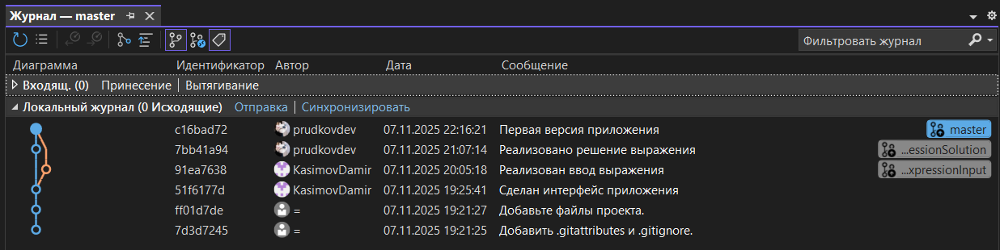 Журнал — master
Фильтровать журнал
Диаграмма Идентификатор Автор Дата Сообщение
Входящ. (0) Принесение | Вытягивание
Локальный журнал (0 Исходящие) Отправка | Синхронизировать
c16bad72 prudkovdev 07.11.2025 22:16:21 Первая версия приложения master
7bb41a94 prudkovdev 07.11.2025 21:07:14 Реализовано решение выражения ...essionSolution
91ea7638 KasimovDamir 07.11.2025 20:05:18 Реализован ввод выражения ...xpressionInput
51f6177d KasimovDamir 07.11.2025 19:25:41 Сделан интерфейс приложения
ff01d7de = 07.11.2025 19:21:27 Добавьте файлы проекта.
7d3d7245 = 07.11.2025 19:21:25 Добавить .gitattributes и .gitignore.